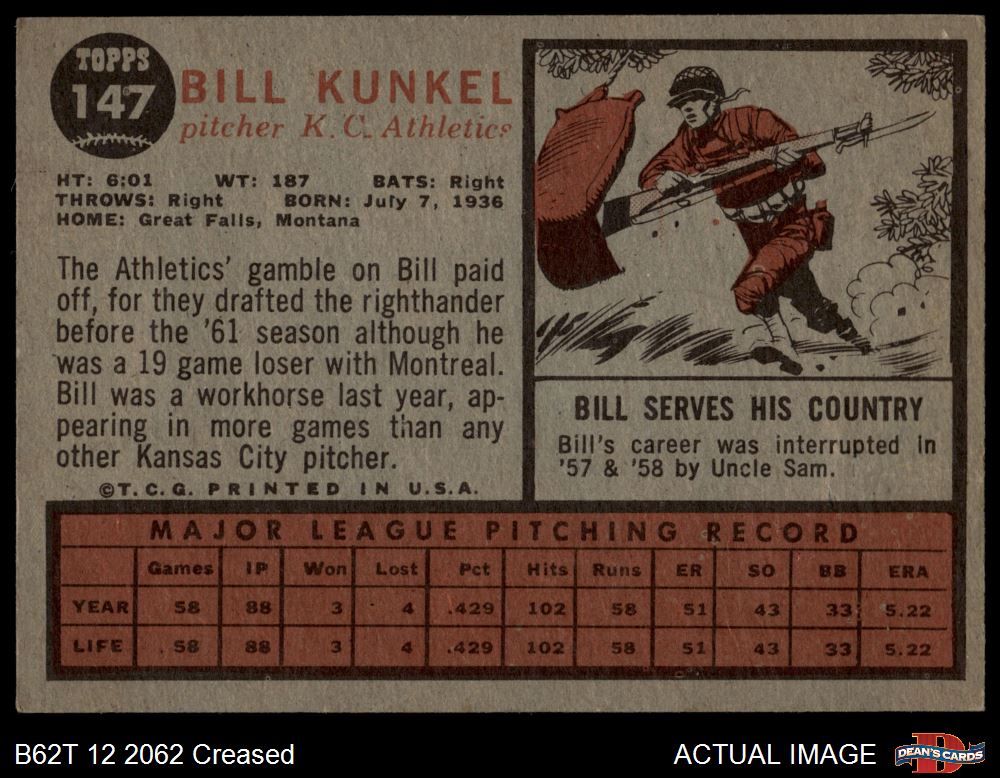 TOPPS
147
BILL KUNKEL
pitcher K. C. Athletics
HT: 6:01 WT: 187 BATS: Right
THROWS: Right BORN: July 7, 1936
HOME: Great Falls, Montana
The Athletics' gamble on Bill paid
off, for they drafted the righthander
before the '61 season although he
was a 19 game loser with Montreal.
Bill was a workhorse last year, ap-
pearing in more games than any
other Kansas City pitcher.
©T.C.G. PRINTED IN U.S.A.
BILL SERVES HIS COUNTRY
Bill's career was interrupted in
'57 & '58 by Uncle Sam.
MAJOR LEAGUE PITCHING RECORD
Games IP Won Lost Pct Hits Runs ER SO BB ERA
YEAR 58 88 3 4 .429 102 58 51 43 33 5.22
LIFE 58 88 3 4 .429 102 58 51 43 33 5.22
B62T 12 2062 Creased
ACTUAL IMAGE
DEAN'S CARDS